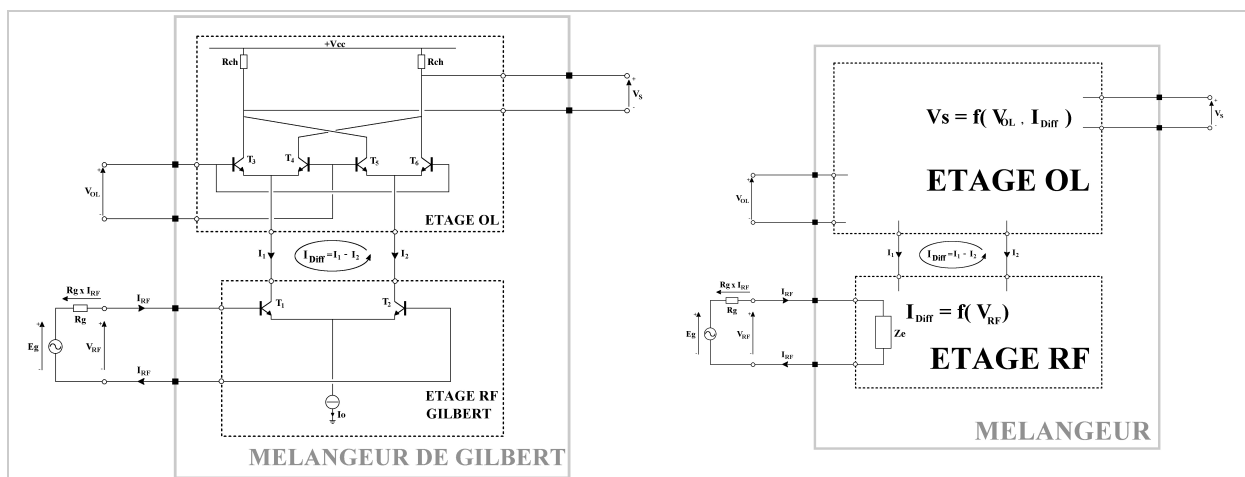 +Vcc
Rch
Rch
+
VS
-
T3
T4
T5
T6
+
VOL
-
ETAGE OL
I1
IDiff=I1 - I2
I2
Rg x IRF
IRF
Rg
T1
T2
+
Eg
-
+
VRF
-
IRF
Io
ETAGE RF
GILBERT
MELANGEUR DE GILBERT
+
VS
-
Vs = f( VOL , IDiff )
+
VOL
-
ETAGE OL
I1
IDiff=I1 - I2
I2
Rg x IRF
IRF
Rg
+
Eg
-
+
VRF
-
IRF
Ze
IDiff = f( VRF)
ETAGE RF
MELANGEUR